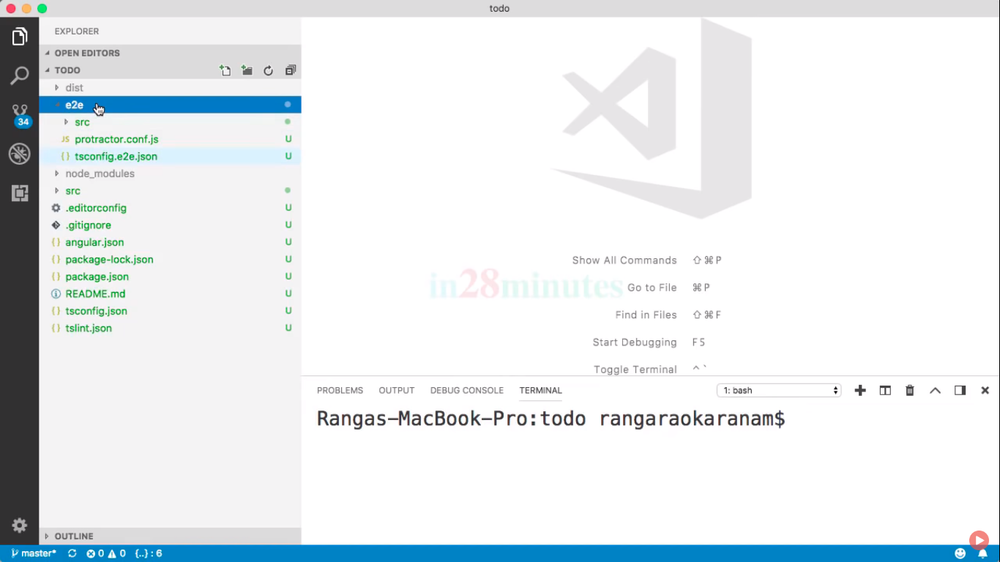 todo
EXPLORER
OPEN EDITORS
TODO
dist
e2e
src
JS protractor.conf.js U
{ } tsconfig.e2e.json U
node_modules
src
.editorconfig U
.gitignore U
{ } angular.json U
{ } package-lock.json U
{ } package.json U
README.md U
{ } tsconfig.json U
{ } tslint.json U
34
OUTLINE
Show All Commands ⇧⌘P
Go to File ⌘P
Find in Files ⇧⌘F
Start Debugging F5
Toggle Terminal ^`
in28minutes
PROBLEMS OUTPUT DEBUG CONSOLE TERMINAL 1: bash
Rangas-MacBook-Pro:todo rangaraokaranam$
master* 0 0 {..} : 6